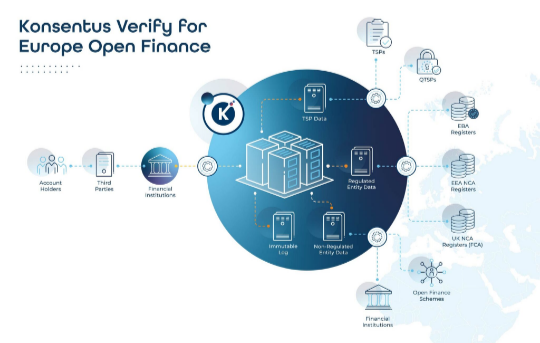 Konsentus Verify for
Europe Open Finance
TSPs
QTSPs
K
TSP Data
EBA
Registers
Account
Holders
Third
Parties
Financial
Institutions
Regulated
Entity Data
EEA NCA
Registers
Immutable
Log
Non-Regulated
Entity Data
UK NCA
Registers (FCA)
Open Finance
Schemes
Financial
Institutions